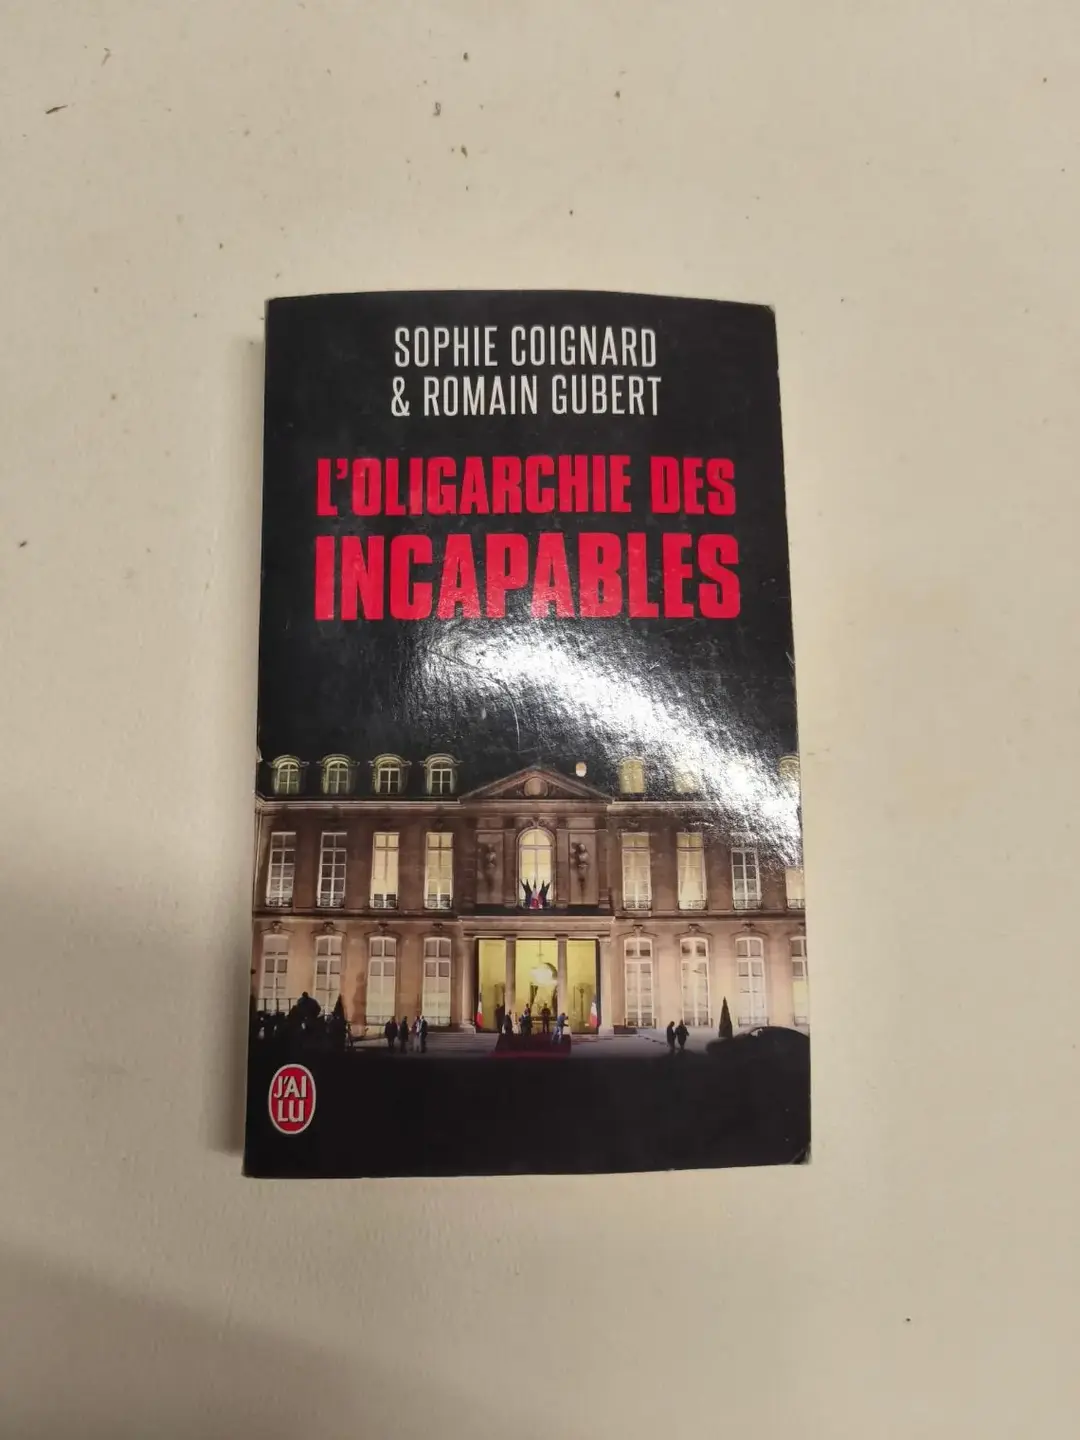 SOPHIE COIGNARD
& ROMAIN GUBERT
L'OLIGARCHIE DES
INCAPABLES
J'AI
LU